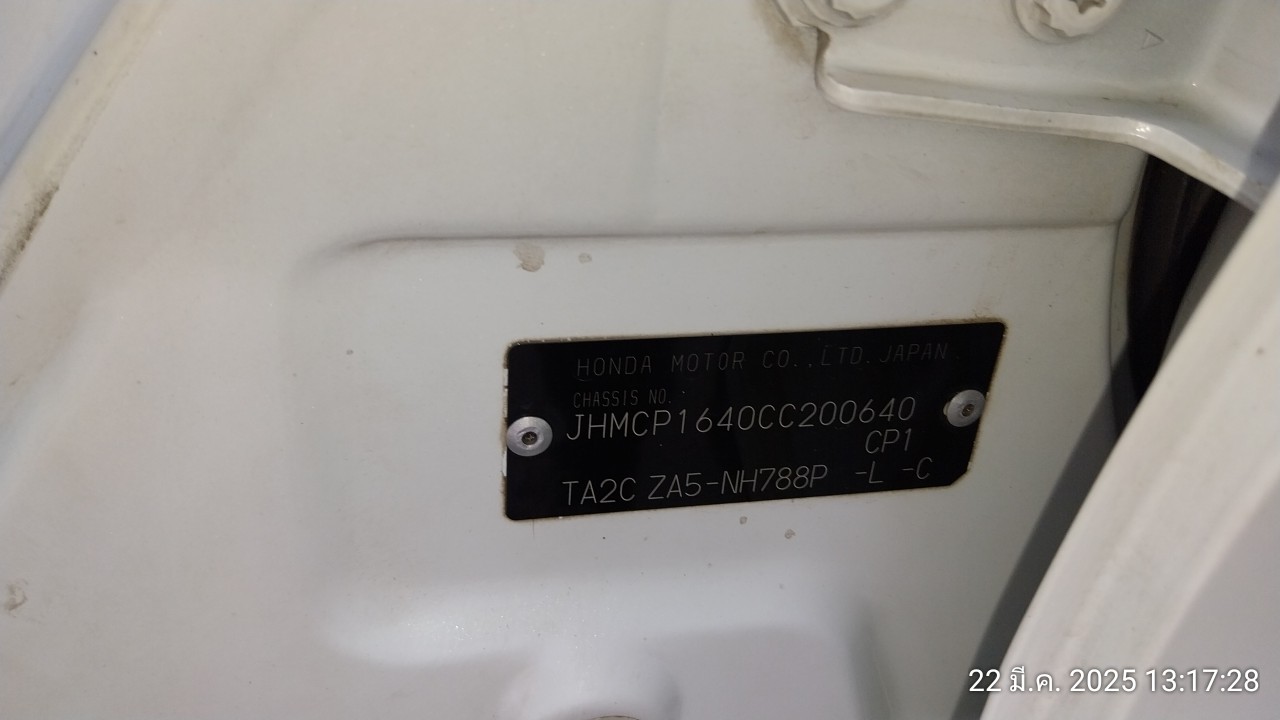 HONDA MOTOR CO.,LTD. JAPAN
CHASSIS NO.
JHMCP1640CC200640
CP1
TA2C ZA5-NH788P -L -C
22 มี.ค. 2025 13:17:28